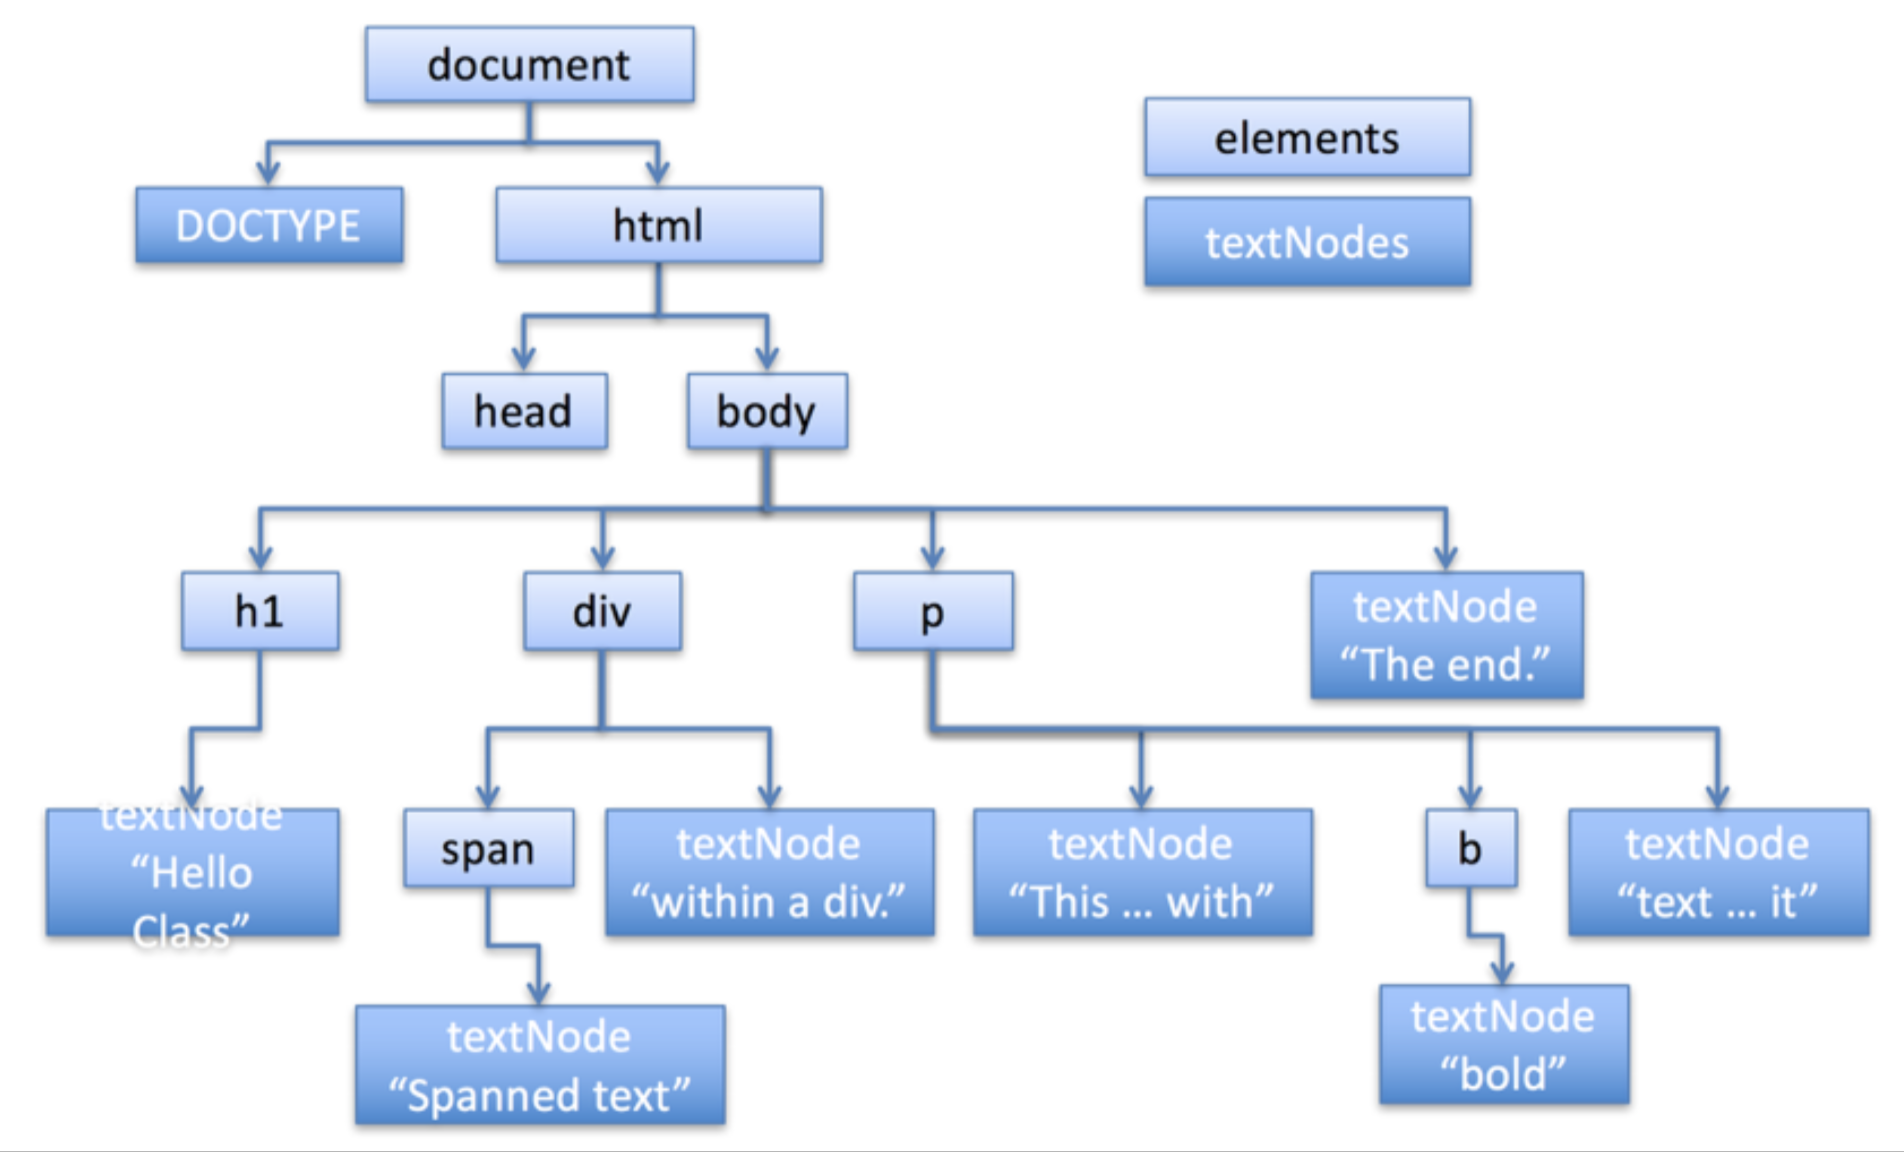 document
elements
DOCTYPE
html
textNodes
head
body
h1
div
p
textNode
“The end.”
textNode
“Hello
Class”
span
textNode
“within a div.”
textNode
“This ... with”
b
textNode
“text ... it”
textNode
“Spanned text”
textNode
“bold”